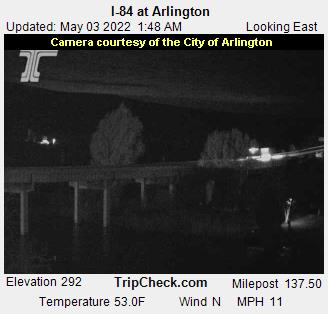 I-84 at Arlington
Updated: May 03 2022 1:48 AM Looking East
Camera courtesy of the City of Arlington
Elevation 292 TripCheck.com Milepost 137.50
Temperature 53.0F Wind N MPH 11